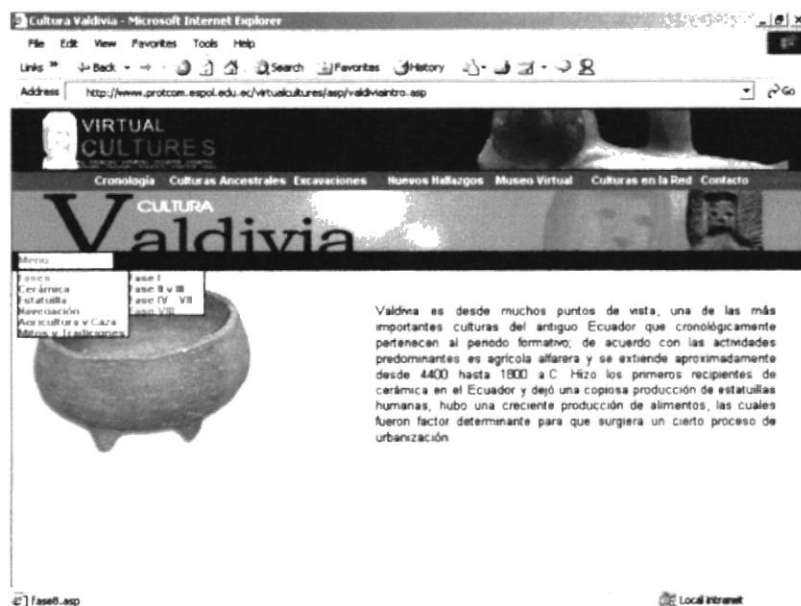 Cultura Valdivia - Microsoft Internet Explorer
File Edit View Favorites Tools Help
Links » Back Search Favorites History
Address http://www.protcom.espol.edu.ec/virtualcultures/asp/valdiviaintro.asp Go
VIRTUAL
CULTURES
Cronología Culturas Ancestrales Excavaciones Nuevos Hallazgos Museo Virtual Culturas en la Red Contacto
CULTURA
Valdivia
Menu
Fases Fase I
Cerámica Fase II y III
Estatuilla Fase IV - VII
Navegación Fase VIII
Agricultura y Caza
Mitos y Tradiciones
Valdivia es desde muchos puntos de vista, una de las más
importantes culturas del antiguo Ecuador que cronológicamente
pertenecen al periodo formativo; de acuerdo con las actividades
predominantes es agrícola alfarera y se extiende aproximadamente
desde 4400 hasta 1800 a.C. Hizo los primeros recipientes de
cerámica en el Ecuador y dejó una copiosa producción de estatuillas
humanas, hubo una creciente producción de alimentos, las cuales
fueron factor determinante para que surgiera un cierto proceso de
urbanización
Fase8.asp Local intranet